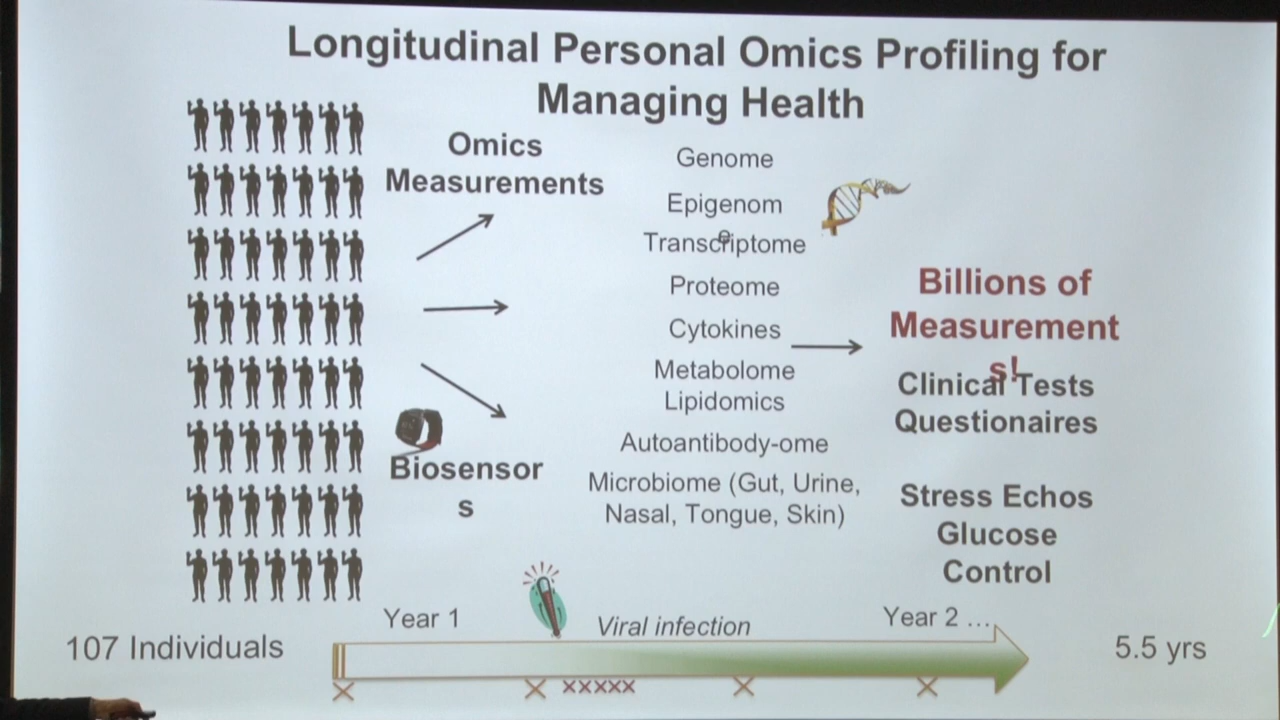 Longitudinal Personal Omics Profiling for
Managing Health
Omics
Measurements
Biosensor
s
Genome
Epigenom
e
Transcriptome
Proteome
Cytokines
Metabolome
Lipidomics
Autoantibody-ome
Microbiome (Gut, Urine,
Nasal, Tongue, Skin)
Billions of
Measurement
s!
Clinical Tests
Questionaires
Stress Echos
Glucose
Control
107 Individuals
Year 1
Viral infection
Year 2 ...
5.5 yrs
X X XXXXX X X